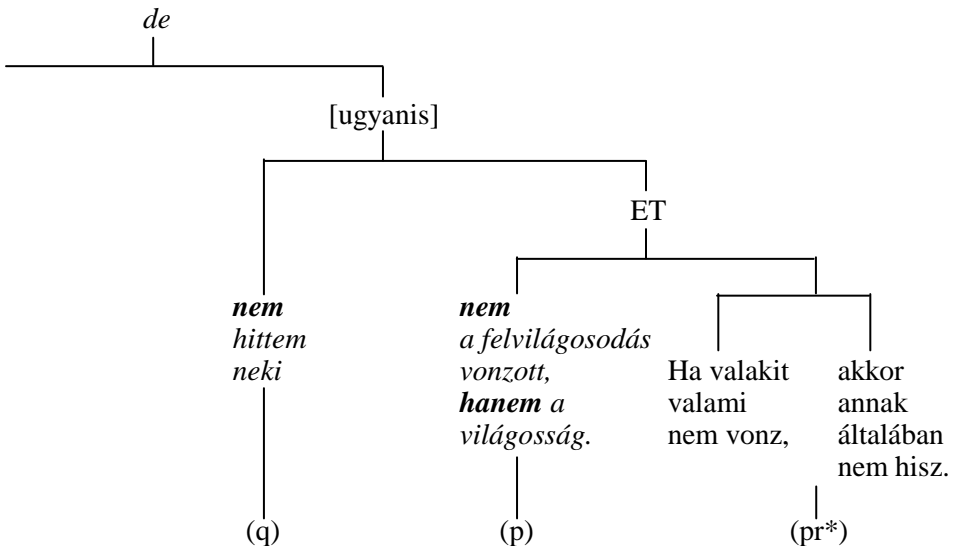 de
[ugyanis]
ET
nem
hittem
neki
nem
a felvilágosodás
vonzott,
hanem a
világosság.
Ha valakit
valami
nem vonz,
akkor
annak
általában
nem hisz.
(q)
(p)
(pr*)